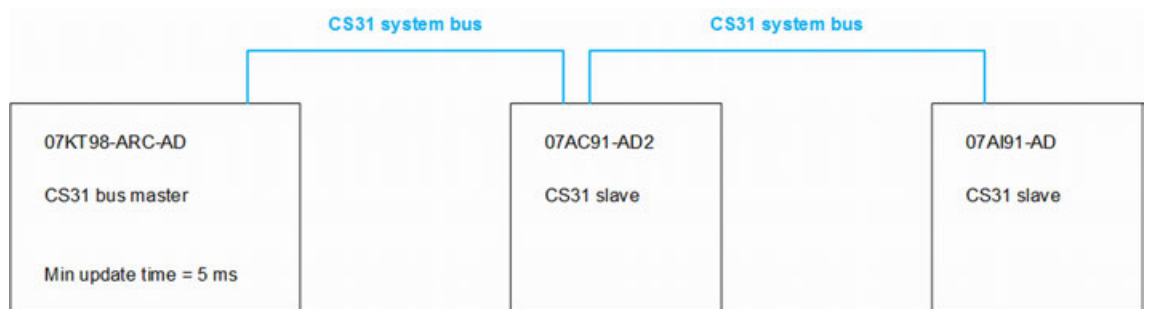 CS31 system bus
CS31 system bus
07KT98-ARC-AD
CS31 bus master
Min update time = 5 ms
07AC91-AD2
CS31 slave
07AI91-AD
CS31 slave